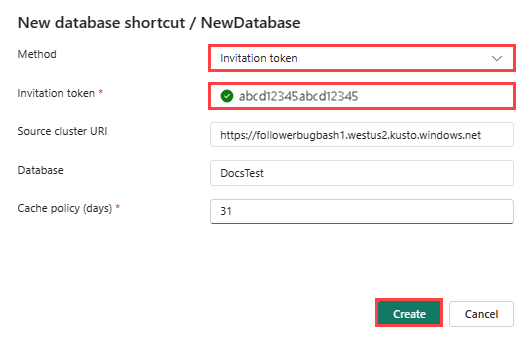 New database shortcut / NewDatabase
Method
Invitation token
Invitation token *
abcd12345abcd12345
Source cluster URI
https://followerbugbash1.westus2.kusto.windows.net
Database
DocsTest
Cache policy (days) *
31
Create
Cancel